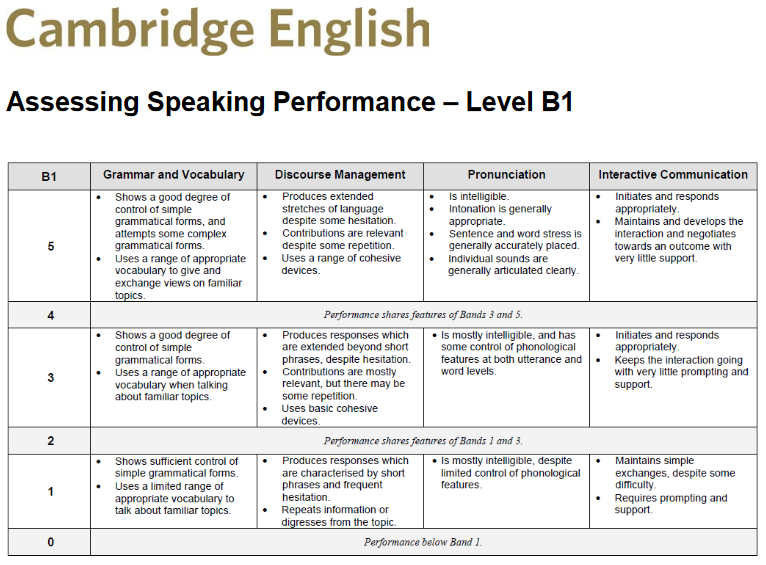 Cambridge English
Assessing Speaking Performance – Level B1
B1
Grammar and Vocabulary
Discourse Management
Pronunciation
Interactive Communication
5
• Shows a good degree of
control of simple
grammatical forms, and
attempts some complex
grammatical forms.
• Uses a range of appropriate
vocabulary to give and
exchange views on familiar
topics.
• Produces extended
stretches of language
despite some hesitation.
• Contributions are relevant
despite some repetition.
• Uses a range of cohesive
devices.
• Is intelligible.
• Intonation is generally
appropriate.
• Sentence and word stress is
generally accurately placed.
• Individual sounds are
generally articulated clearly.
• Initiates and responds
appropriately.
• Maintains and develops the
interaction and negotiates
towards an outcome with
very little support.
4
Performance shares features of Bands 3 and 5.
3
• Shows a good degree of
control of simple
grammatical forms.
• Uses a range of appropriate
vocabulary when talking
about familiar topics.
• Produces responses which
are extended beyond short
phrases, despite hesitation.
• Contributions are mostly
relevant, but there may be
some repetition.
• Uses basic cohesive
devices.
• Is mostly intelligible, and has
some control of phonological
features at both utterance and
word levels.
• Initiates and responds
appropriately.
• Keeps the interaction going
with very little prompting and
support.
2
Performance shares features of Bands 1 and 3.
1
• Shows sufficient control of
simple grammatical forms.
• Uses a limited range of
appropriate vocabulary to
talk about familiar topics.
• Produces responses which
are characterised by short
phrases and frequent
hesitation.
• Repeats information or
digresses from the topic.
• Is mostly intelligible, despite
limited control of phonological
features.
• Maintains simple
exchanges, despite some
difficulty.
• Requires prompting and
support.
0
Performance below Band 1.